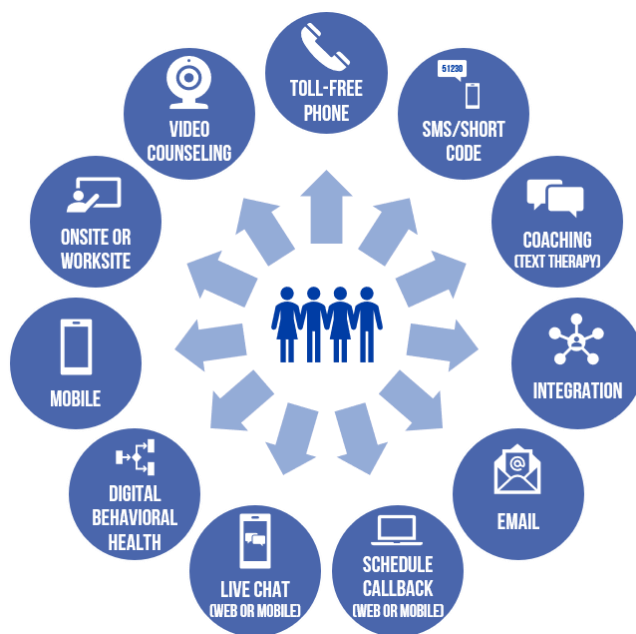 TOLL-FREE
PHONE
51230
SMS/SHORT
CODE
COACHING
(TEXT THERAPY)
INTEGRATION
@
EMAIL
SCHEDULE
CALLBACK
(WEB OR MOBILE)
LIVE CHAT
(WEB OR MOBILE)
DIGITAL
BEHAVIORAL
HEALTH
MOBILE
ONSITE OR
WORKSITE
VIDEO
COUNSELING